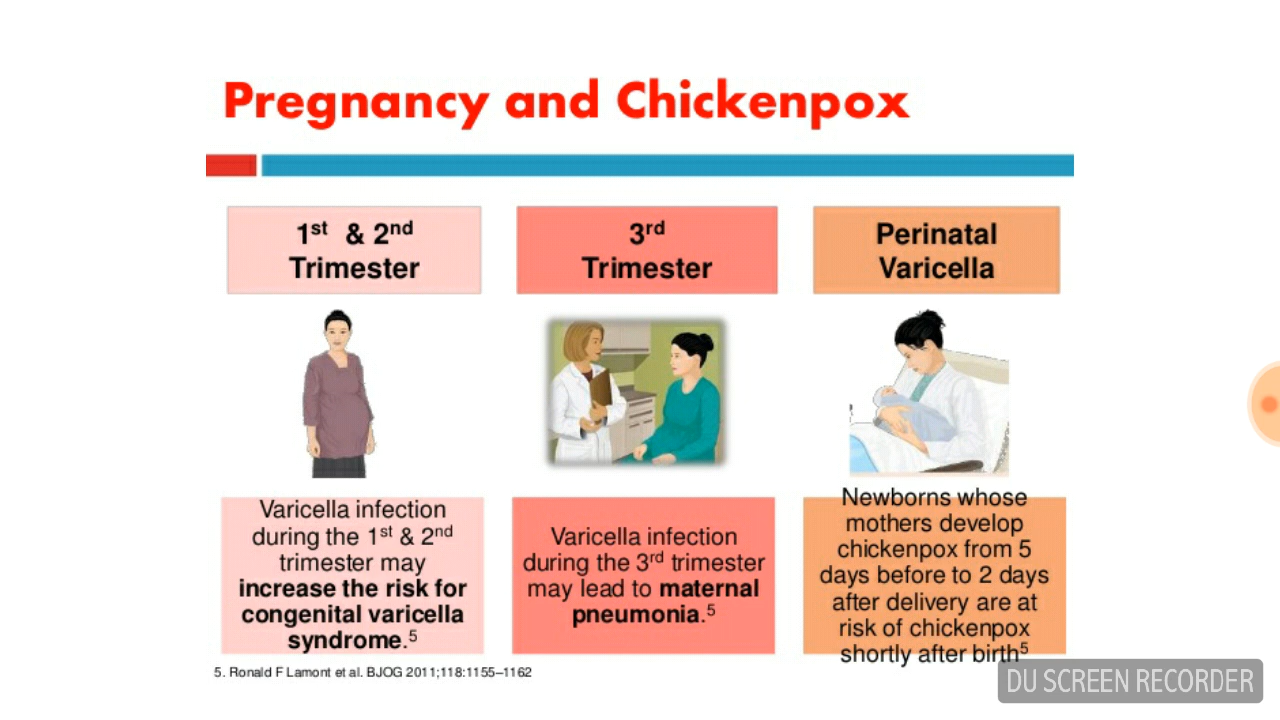 Pregnancy and Chickenpox
1st & 2nd
Trimester
3rd
Trimester
Perinatal
Varicella
Varicella infection
during the 1st & 2nd
trimester may
increase the risk for
congenital varicella
syndrome.5
Varicella infection
during the 3rd trimester
may lead to maternal
pneumonia.5
Newborns whose
mothers develop
chickenpox from 5
days before to 2 days
after delivery are at
risk of chickenpox
shortly after birth5
5. Ronald F Lamont et al. BJOG 2011;118:1155–1162
DU SCREEN RECORDER